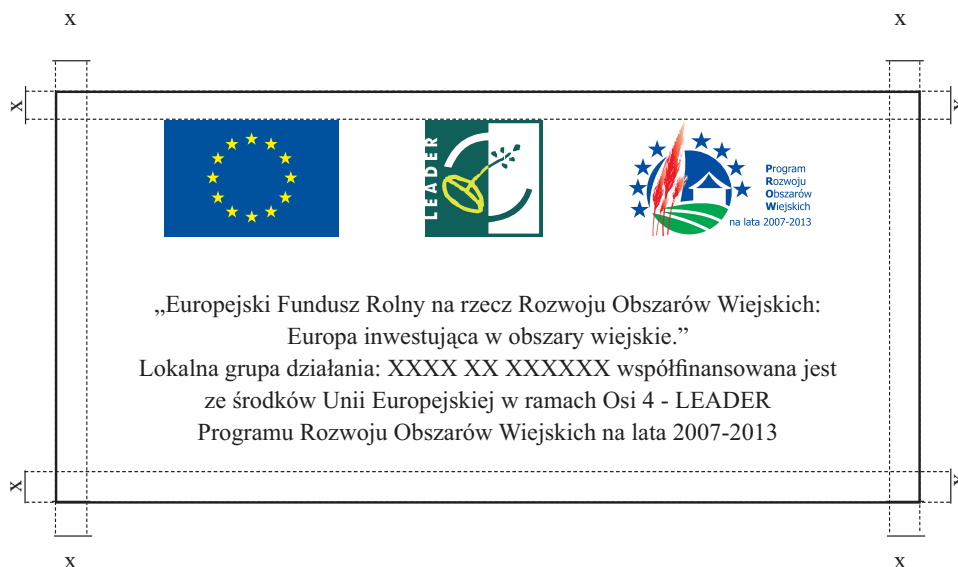 x x
x x
LEADER
Program
Rozwoju
Obszarów
Wiejskich
na lata 2007-2013
„Europejski Fundusz Rolny na rzecz Rozwoju Obszarów Wiejskich:
Europa inwestująca w obszary wiejskie.”
Lokalna grupa działania: XXXX XX XXXXXX współfinansowana jest
ze środków Unii Europejskiej w ramach Osi 4 - LEADER
Programu Rozwoju Obszarów Wiejskich na lata 2007-2013
x x
x x